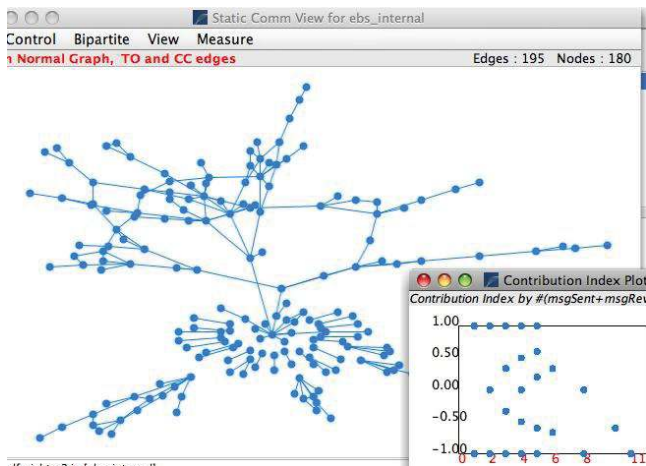 Static Comm View for ebs_internal
Control Bipartite View Measure
Normal Graph, TO and CC edges
Edges : 195 Nodes : 180
Contribution Index Plot
Contribution Index by #(msgSent+msgRev
1.00
0.50
0.00
-0.50
-1.00
0 2 4 6 8 11